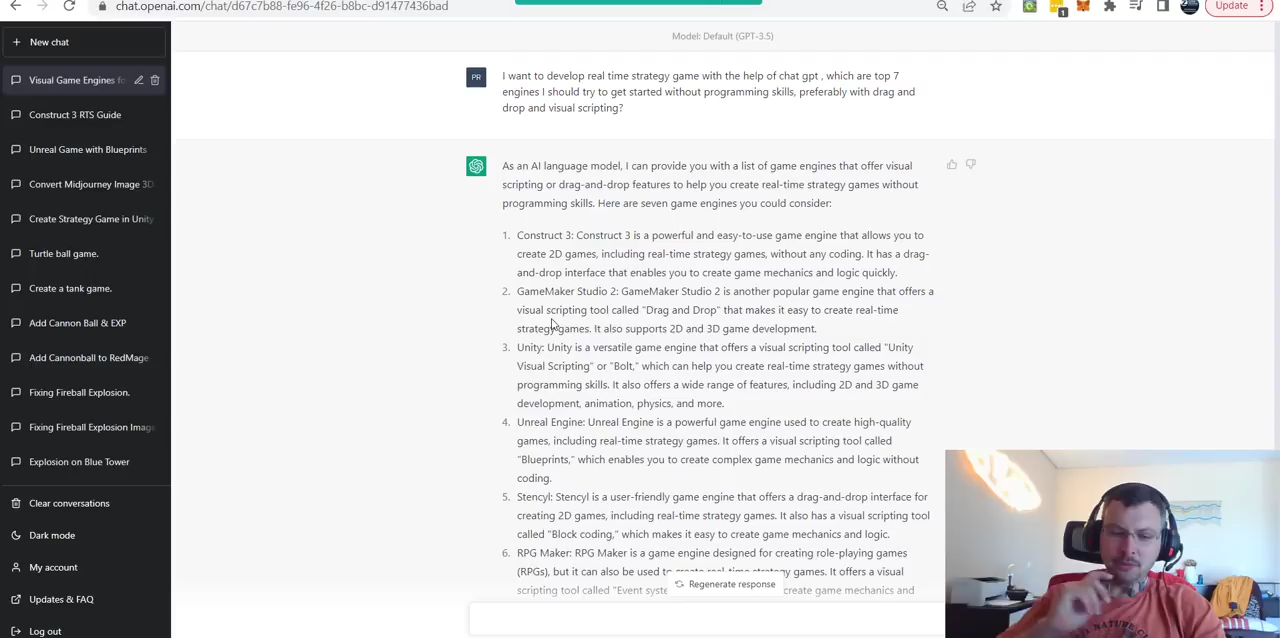 chat.openai.com/chat/d67c7b88-fe96-4f26-b8bc-d91477436bad
1
Update
New chat
Model: Default (GPT-3.5)
Visual Game Engines fo
Construct 3 RTS Guide
Unreal Game with Blueprints
Convert Midjourney Image 3D
Create Strategy Game in Unity
Turtle ball game.
Create a tank game.
Add Cannon Ball & EXP
Add Cannonball to RedMage
Fixing Fireball Explosion.
Fixing Fireball Explosion Image
Explosion on Blue Tower
Clear conversations
Dark mode
My account
Updates & FAQ
Log out
PR
I want to develop real time strategy game with the help of chat gpt , which are top 7
engines I should try to get started without programming skills, preferably with drag and
drop and visual scripting?
As an AI language model, I can provide you with a list of game engines that offer visual
scripting or drag-and-drop features to help you create real-time strategy games without
programming skills. Here are seven game engines you could consider:
1. Construct 3: Construct 3 is a powerful and easy-to-use game engine that allows you to
create 2D games, including real-time strategy games, without any coding. It has a drag-
and-drop interface that enables you to create game mechanics and logic quickly.
2. GameMaker Studio 2: GameMaker Studio 2 is another popular game engine that offers a
visual scripting tool called "Drag and Drop" that makes it easy to create real-time
strategy games. It also supports 2D and 3D game development.
3. Unity: Unity is a versatile game engine that offers a visual scripting tool called "Unity
Visual Scripting" or "Bolt," which can help you create real-time strategy games without
programming skills. It also offers a wide range of features, including 2D and 3D game
development, animation, physics, and more.
4. Unreal Engine: Unreal Engine is a powerful game engine used to create high-quality
games, including real-time strategy games. It offers a visual scripting tool called
"Blueprints," which enables you to create complex game mechanics and logic without
coding.
5. Stencyl: Stencyl is a user-friendly game engine that offers a drag-and-drop interface for
creating 2D games, including real-time strategy games. It also has a visual scripting tool
called "Block coding," which makes it easy to create game mechanics and logic.
6. RPG Maker: RPG Maker is a game engine designed for creating role-playing games
(RPGs), but it can also be used to create real-time strategy games. It offers a visual
scripting tool called "Event syste create game mechanics and
Regenerate response